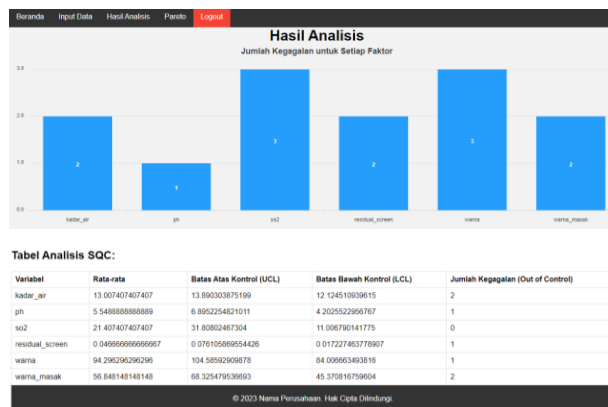 Beranda Input Data Hasil Analisis Pareto Logout
Hasil Analisis
Jumlah Kegagalan untuk Setiap Faktor
3.0
2.0
1.0
0.0
2 1 3 2 3 2
kadar_air ph so2 residual_screen warna warna_masak
Tabel Analisis SQC:
Variabel Rata-rata Batas Atas Kontrol (UCL) Batas Bawah Kontrol (LCL) Jumlah Kegagalan (Out of Control)
kadar_air 13.007407407407 13.890303875199 12.124510939615 2
ph 5.5488888888889 6.8952254821011 4.2025522956767 1
so2 21.407407407407 31.80802467304 11.006790141775 0
residual_screen 0.046666666666667 0.076105869554426 0.017227463778907 1
warna 94.296296296296 104.58592909878 84.006663493816 1
warna_masak 56.848148148148 68.325479536693 45.370816759604 2
© 2023 Nama Perusahaan. Hak Cipta Dilindungi.